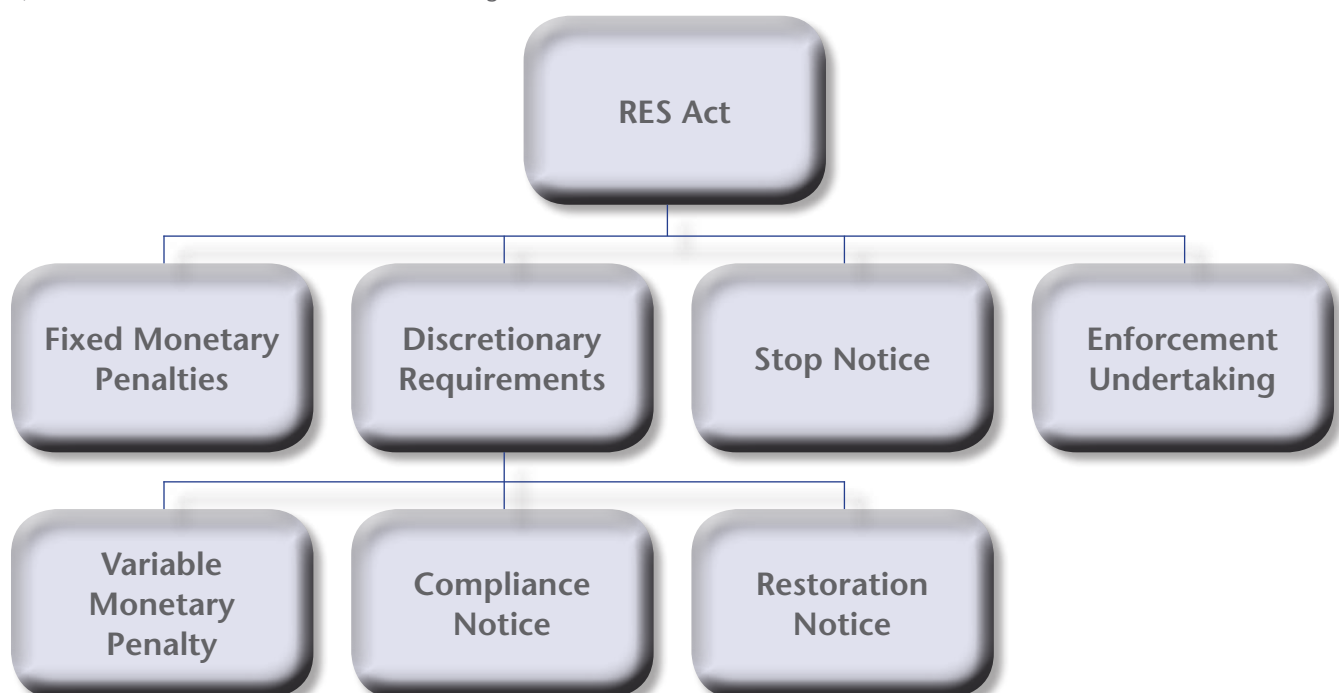 RES Act
Fixed Monetary
Penalties
Discretionary
Requirements
Stop Notice
Enforcement
Undertaking
Variable
Monetary
Penalty
Compliance
Notice
Restoration
Notice